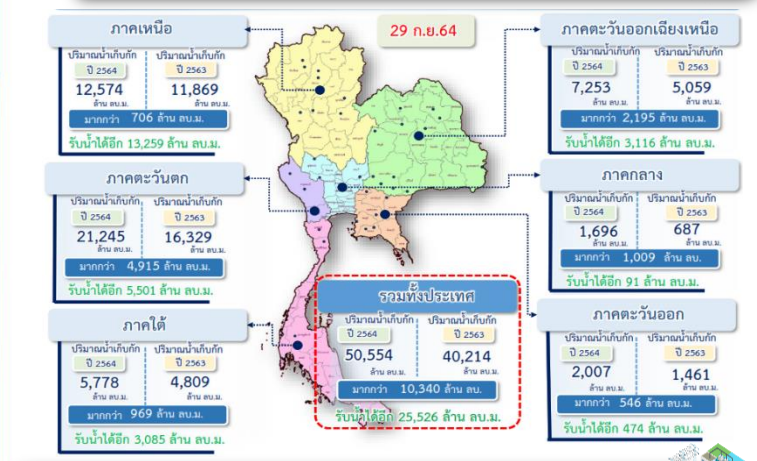 29 ก.ย.64
ภาคเหนือ
ปริมาณน้ำเก็บกัก ปริมาณน้ำเก็บกัก
ปี 2564 ปี 2563
12,574 11,869
ล้าน ลบ.ม. ล้าน ลบ.ม.
มากกว่า 706 ล้าน ลบ.ม.
รับน้ำได้อีก 13,259 ล้าน ลบ.ม.
ภาคตะวันออกเฉียงเหนือ
ปริมาณน้ำเก็บกัก ปริมาณน้ำเก็บกัก
ปี 2564 ปี 2563
7,253 5,059
ล้าน ลบ.ม. ล้าน ลบ.ม.
มากกว่า 2,195 ล้าน ลบ.ม.
รับน้ำได้อีก 3,116 ล้าน ลบ.ม.
ภาคตะวันตก
ปริมาณน้ำเก็บกัก ปริมาณน้ำเก็บกัก
ปี 2564 ปี 2563
21,245 16,329
ล้าน ลบ.ม. ล้าน ลบ.ม.
มากกว่า 4,915 ล้าน ลบ.ม.
รับน้ำได้อีก 5,501 ล้าน ลบ.ม.
ภาคกลาง
ปริมาณน้ำเก็บกัก ปริมาณน้ำเก็บกัก
ปี 2564 ปี 2563
1,696 687
ล้าน ลบ.ม. ล้าน ลบ.ม.
มากกว่า 1,009 ล้าน ลบ.
รับน้ำได้อีก 91 ล้าน ลบ.ม.
ภาคใต้
ปริมาณน้ำเก็บกัก ปริมาณน้ำเก็บกัก
ปี 2564 ปี 2563
5,778 4,809
ล้าน ลบ.ม. ล้าน ลบ.ม.
มากกว่า 969 ล้าน ลบ.ม.
รับน้ำได้อีก 3,085 ล้าน ลบ.ม.
รวมทั้งประเทศ
ปริมาณน้ำเก็บกัก ปริมาณน้ำเก็บกัก
ปี 2564 ปี 2563
50,554 40,214
ล้าน ลบ.ม. ล้าน ลบ.ม.
มากกว่า 10,340 ล้าน ลบ.
รับน้ำได้อีก 25,526 ล้าน ลบ.ม.
ภาคตะวันออก
ปริมาณน้ำเก็บกัก ปริมาณน้ำเก็บกัก
ปี 2564 ปี 2563
2,007 1,461
ล้าน ลบ.ม. ล้าน ลบ.ม.
มากกว่า 546 ล้าน ลบ.ม.
รับน้ำได้อีก 474 ล้าน ลบ.ม.